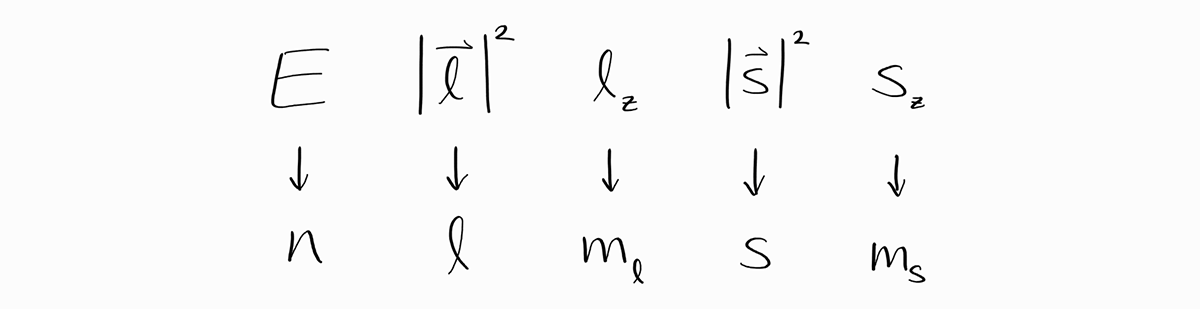 E |ℓ⃗|² ℓ_z |s⃗|² s_z
↓ ↓ ↓ ↓ ↓
n ℓ m_ℓ s m_s